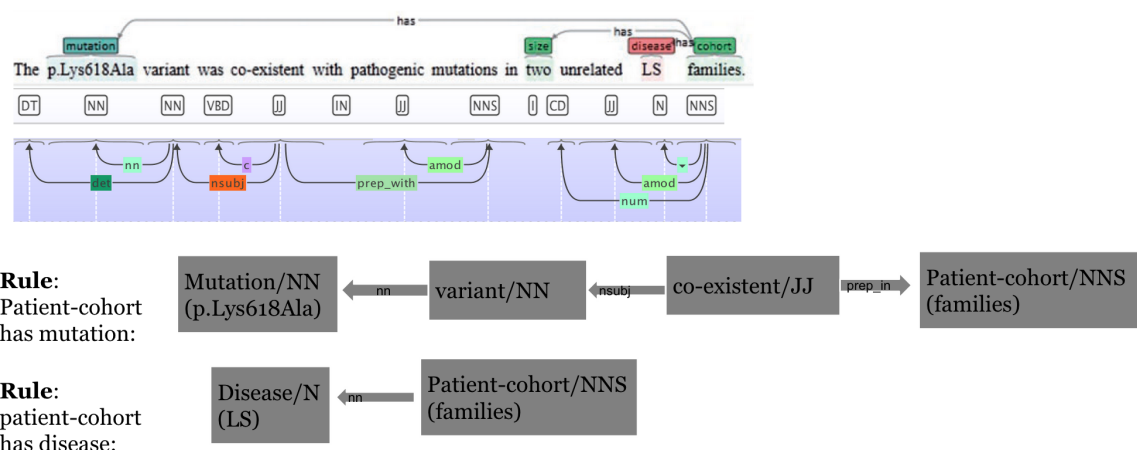 has
has
mutation size disease has cohort
The p.Lys618Ala variant was co-existent with pathogenic mutations in two unrelated LS families.
DT NN NN VBD JJ IN JJ NNS I CD JJ N NNS
nn c amod
det nsubj prep_with amod
num
Rule:
Patient-cohort
has mutation:
Mutation/NN
(p.Lys618Ala)
nn
variant/NN
nsubj
co-existent/JJ
prep_in
Patient-cohort/NNS
(families)
Rule:
patient-cohort
has disease:
Disease/N
(LS)
nn
Patient-cohort/NNS
(families)